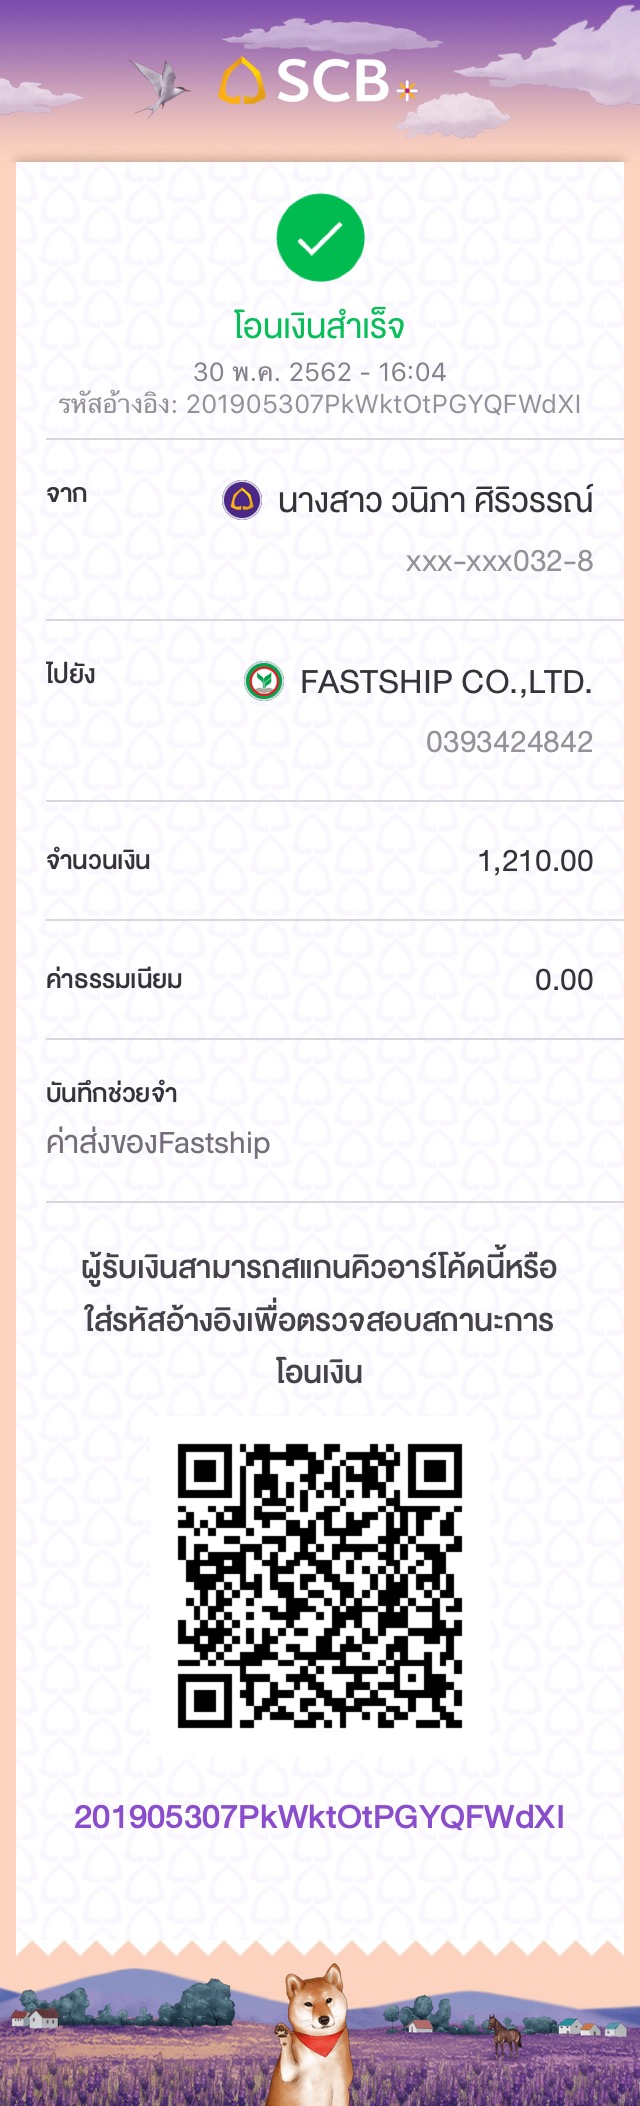 SCB
โอนเงินสำเร็จ
30 พ.ค. 2562 - 16:04
รหัสอ้างอิง: 201905307PkWktOtPGYQFWdXI
จาก
นางสาว วนิภา ศิริวรรณ์
xxx-xxx032-8
ไปยัง
FASTSHIP CO.,LTD.
0393424842
จำนวนเงิน 1,210.00
ค่าธรรมเนียม 0.00
บันทึกช่วยจำ
ค่าส่งของFastship
ผู้รับเงินสามารถสแกนคิวอาร์โค้ดนี้หรือ
ใส่รหัสอ้างอิงเพื่อตรวจสอบสถานะการ
โอนเงิน
201905307PkWktOtPGYQFWdXI